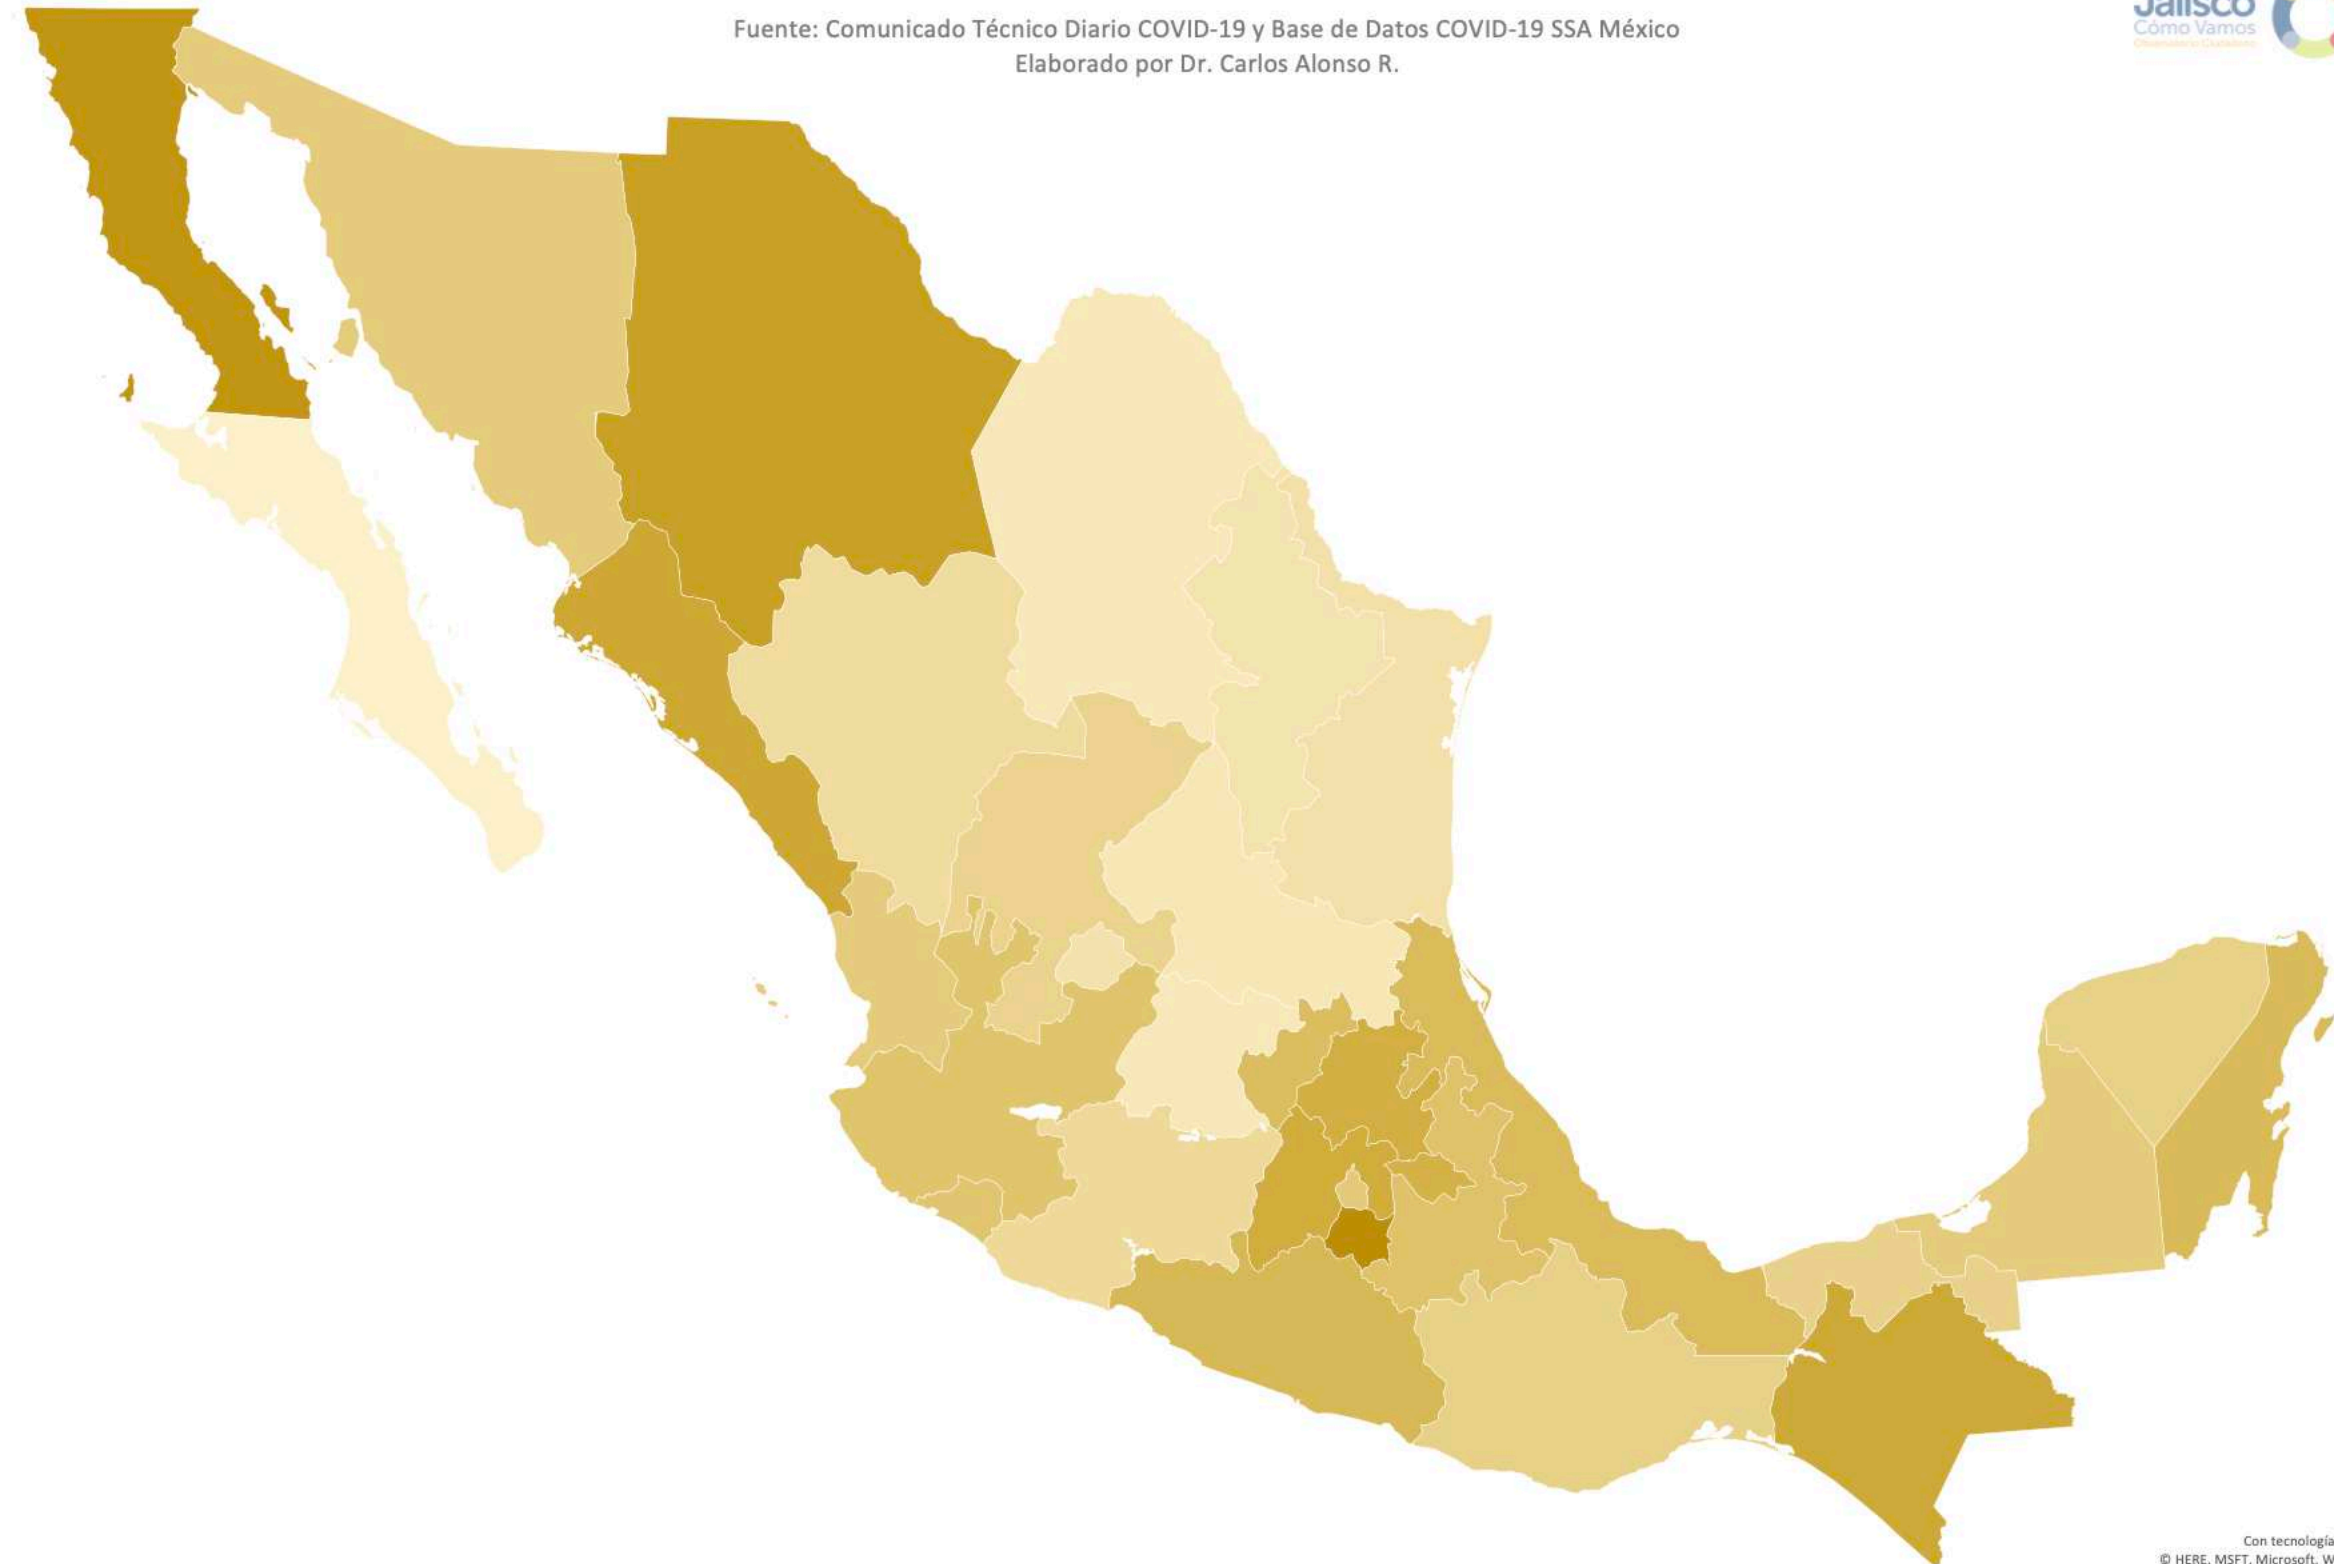 Fuente: Comunicado Técnico Diario COVID-19 y Base de Datos COVID-19 SSA México
Elaborado por Dr. Carlos Alonso R.
Jalisco
Cómo Vamos
Con tecnología
© HERE, MSFT, Microsoft, W